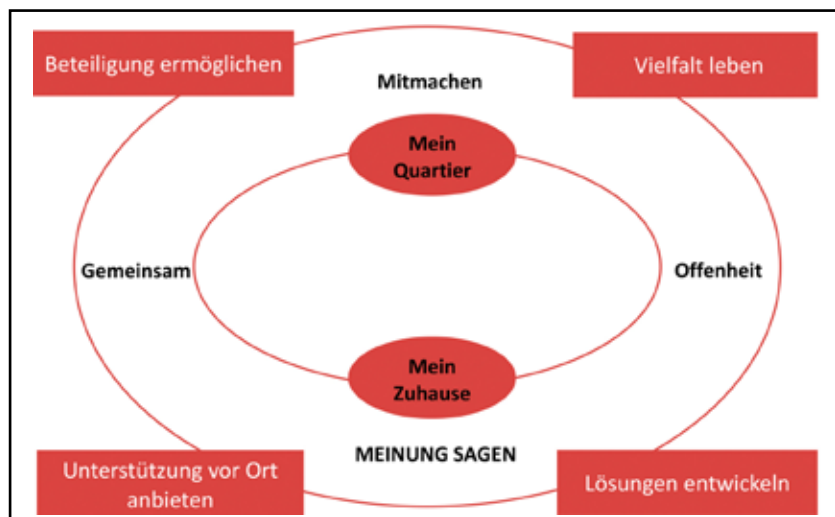 Beteiligung ermöglichen
Vielfalt leben
Mitmachen
Mein
Quartier
Gemeinsam
Offenheit
Mein
Zuhause
MEINUNG SAGEN
Unterstützung vor Ort
anbieten
Lösungen entwickeln